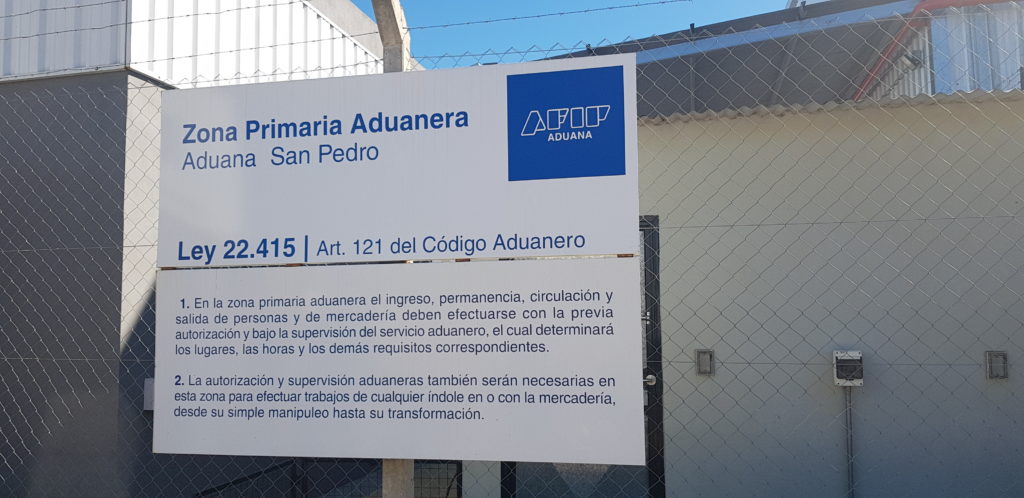 Zona Primaria Aduanera
Aduana San Pedro
AFIP
ADUANA
Ley 22.415 | Art. 121 del Código Aduanero
1. En la zona primaria aduanera el ingreso, permanencia, circulación y
salida de personas y de mercadería deben efectuarse con la previa
autorización y bajo la supervisión del servicio aduanero, el cual determinará
los lugares, las horas y los demás requisitos correspondientes.
2. La autorización y supervisión aduaneras también serán necesarias en
esta zona para efectuar trabajos de cualquier índole en o con la mercadería,
desde su simple manipuleo hasta su transformación.